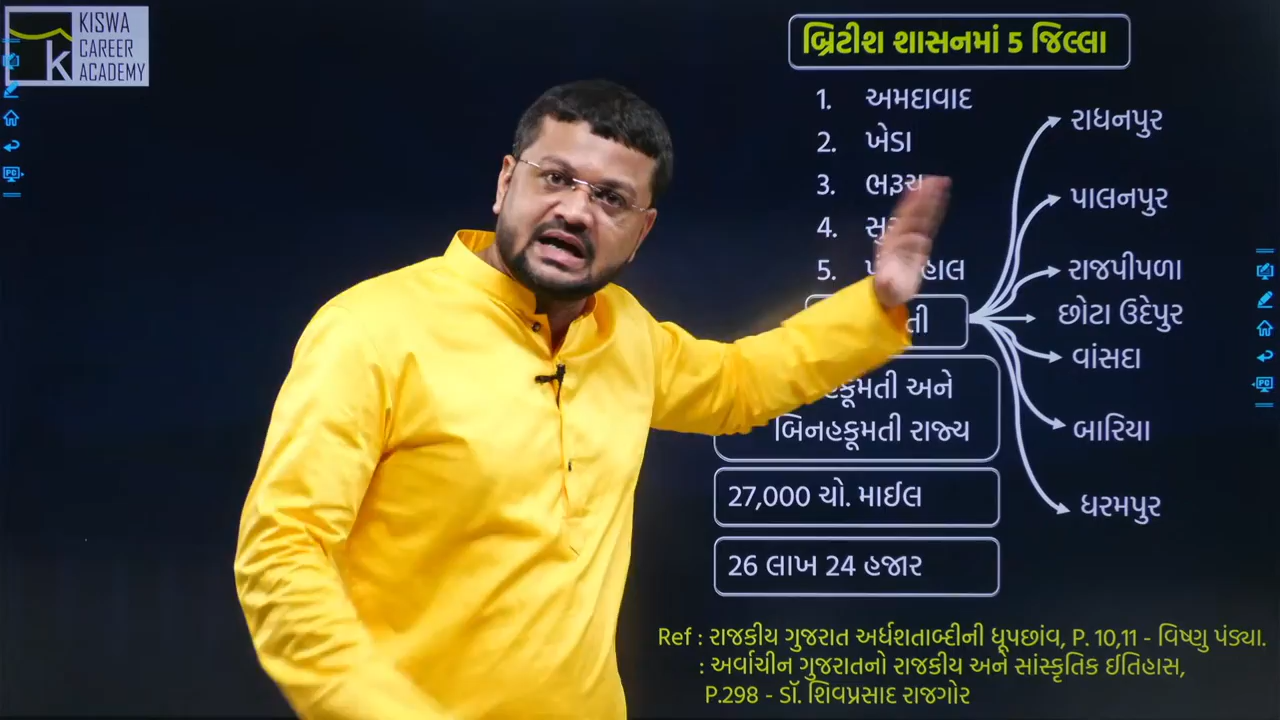 KISWA
CAREER
ACADEMY
k
બ્રિટીશ શાસનમાં 5 જિલ્લા
1. અમદાવાદ
2. ખેડા
3. ભરૂચ
4.
5.
રાધનપુર
પાલનપુર
રાજપીપળા
છોટા ઉદેપુર
વાંસદા
બારિયા
ધરમપુર
અને
બિનહકૂમતી રાજ્ય
27,000 ચો. માઈલ
26 લાખ 24 હજાર
Ref : રાજકીય ગુજરાત અર્ધશતાબ્દીની ધૂપછાંવ, P. 10,11 - વિષ્ણુ પંડ્યા.
: અર્વાચીન ગુજરાતનો રાજકીય અને સાંસ્કૃતિક ઈતિહાસ,
P.298 - ડૉ. શિવપ્રસાદ રાજગોર